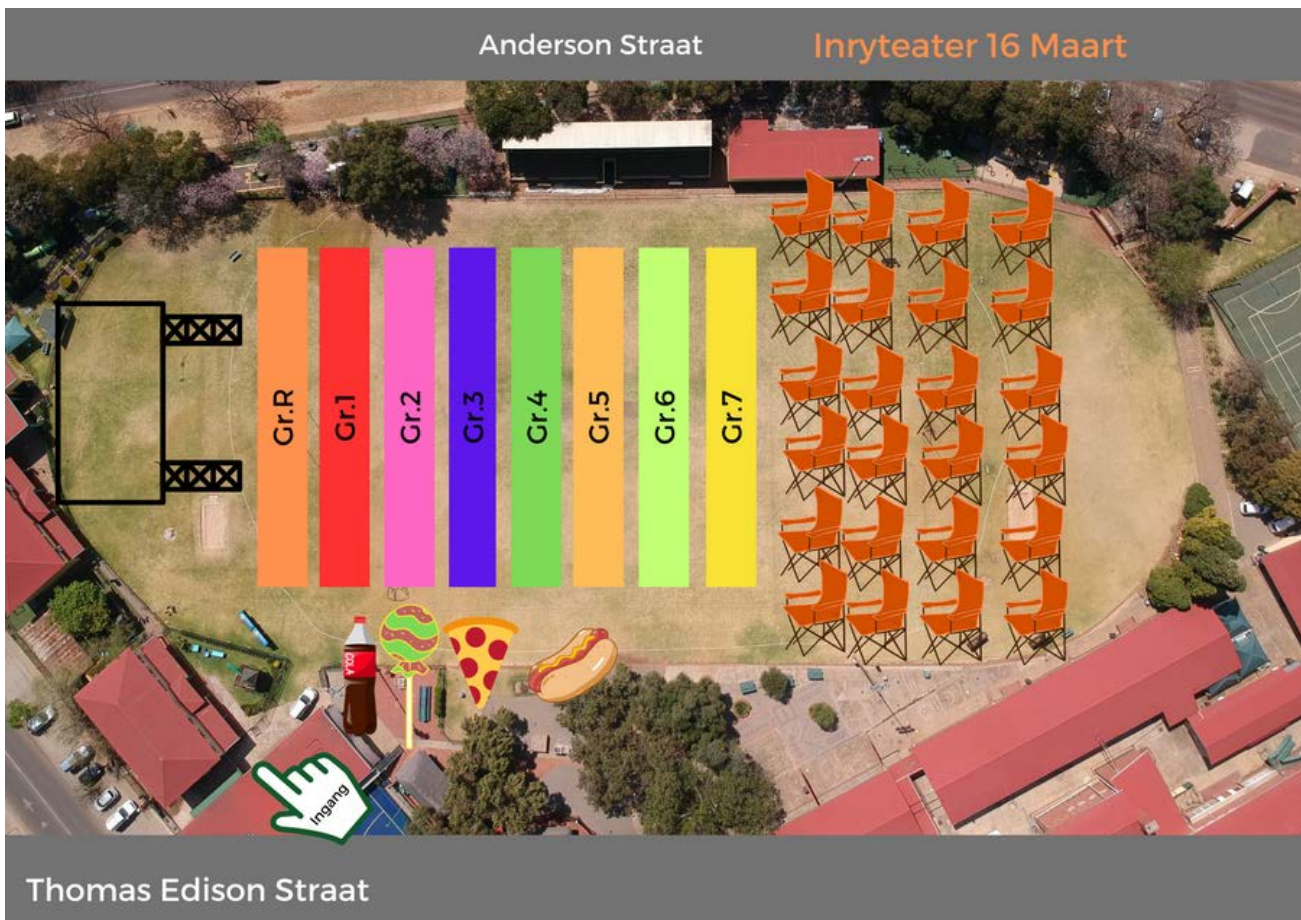 Anderson Straat
Inryteater 16 Maart
Gr.R
Gr.1
Gr.2
Gr.3
Gr.4
Gr.5
Gr.6
Gr.7
COLA
Ingang
Thomas Edison Straat